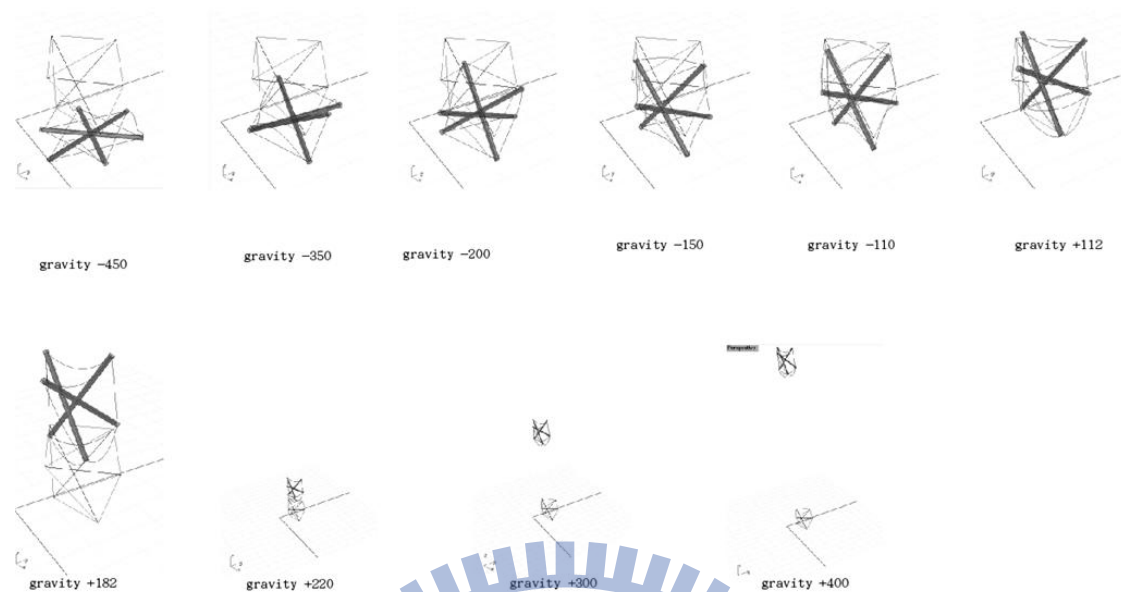 gravity −450
gravity −350
gravity −200
gravity −150
gravity −110
gravity +112
Perspective
gravity +182
gravity +220
gravity +300
gravity +400